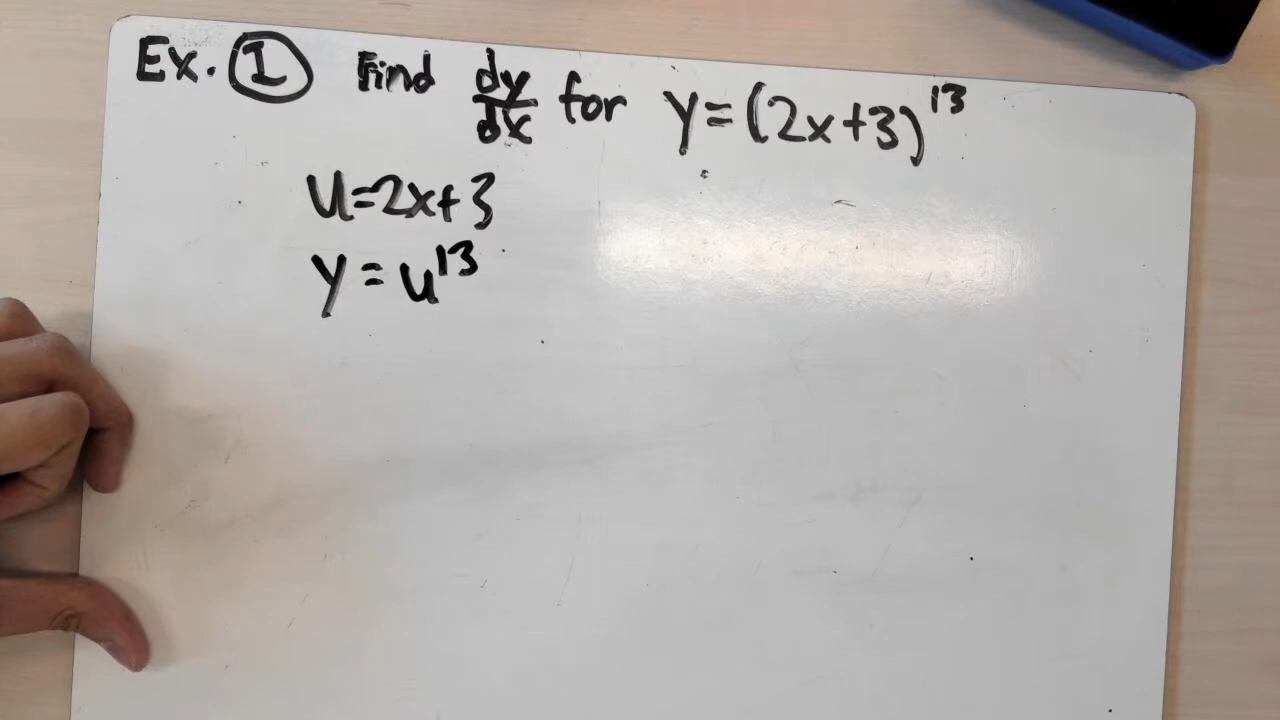 Ex. ① Find dy/dx for y=(2x+3)^13
u=2x+3
y=u^13